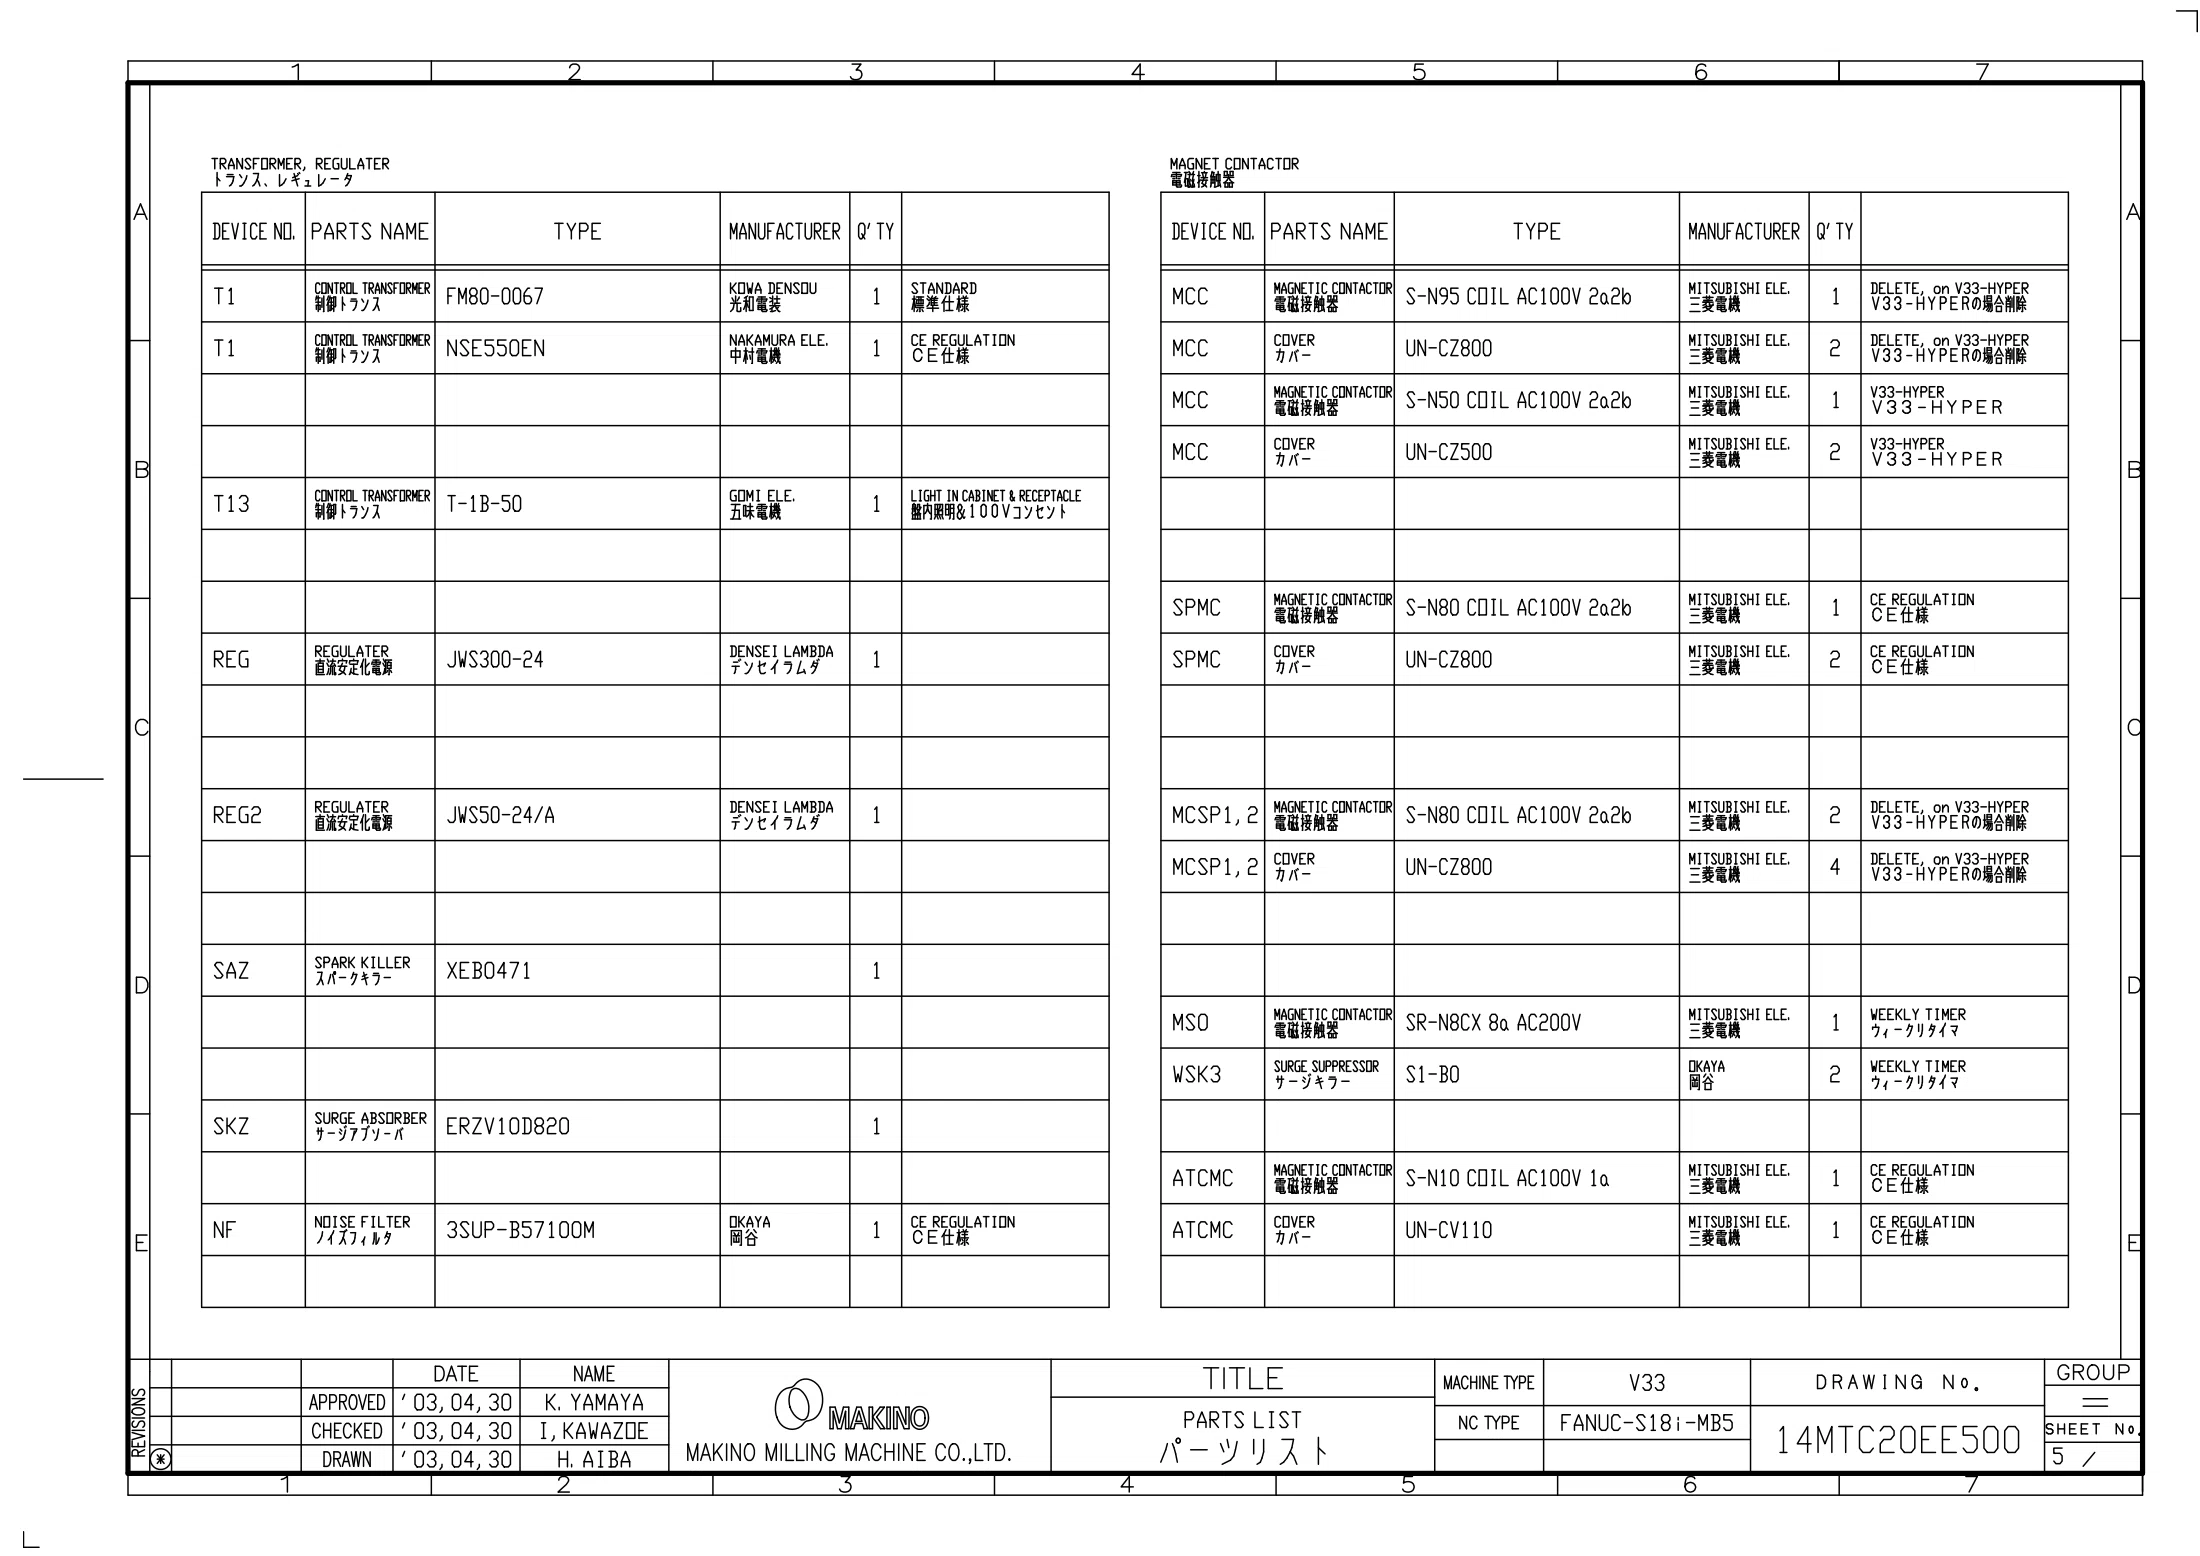 1 2 3 4 5 6 7
TRANSFORMER, REGULATER
トランス、レギュレータ
DEVICE NO. PARTS NAME TYPE MANUFACTURER Q'TY
T1 CONTROL TRANSFORMER FM80-0067 KOWA DENSOU 1 STANDARD
制御トランス 光和電装 標準仕様
T1 CONTROL TRANSFORMER NSE550EN NAKAMURA ELE. 1 CE REGULATION
制御トランス 中村電機 CE仕様
T13 CONTROL TRANSFORMER T-1B-50 GOMI ELE. 1 LIGHT IN CABINET & RECEPTACLE
制御トランス 五味電機 盤内照明&100Vコンセント
REG REGULATER JWS300-24 DENSEI LAMBDA 1
直流安定化電源 デンセイラムダ
REG2 REGULATER JWS50-24/A DENSEI LAMBDA 1
直流安定化電源 デンセイラムダ
SAZ SPARK KILLER XEB0471 1
スパークキラー
SKZ SURGE ABSORBER ERZV10D820 1
サージアブソーバ
NF NOISE FILTER 3SUP-B57100M OKAYA 1 CE REGULATION
ノイズフィルタ 岡谷 CE仕様
MAGNET CONTACTOR
電磁接触器
DEVICE NO. PARTS NAME TYPE MANUFACTURER Q'TY
MCC MAGNETIC CONTACTOR S-N95 COIL AC100V 2a2b MITSUBISHI ELE. 1 DELETE, on V33-HYPER
電磁接触器 三菱電機 V33-HYPERの場合削除
MCC COVER UN-CZ800 MITSUBISHI ELE. 2 DELETE, on V33-HYPER
カバー 三菱電機 V33-HYPERの場合削除
MCC MAGNETIC CONTACTOR S-N50 COIL AC100V 2a2b MITSUBISHI ELE. 1 V33-HYPER
電磁接触器 三菱電機 V33-HYPER
MCC COVER UN-CZ500 MITSUBISHI ELE. 2 V33-HYPER
カバー 三菱電機 V33-HYPER
SPMC MAGNETIC CONTACTOR S-N80 COIL AC100V 2a2b MITSUBISHI ELE. 1 CE REGULATION
電磁接触器 三菱電機 CE仕様
SPMC COVER UN-CZ800 MITSUBISHI ELE. 2 CE REGULATION
カバー 三菱電機 CE仕様
MCSP1,2 MAGNETIC CONTACTOR S-N80 COIL AC100V 2a2b MITSUBISHI ELE. 2 DELETE, on V33-HYPER
電磁接触器 三菱電機 V33-HYPERの場合削除
MCSP1,2 COVER UN-CZ800 MITSUBISHI ELE. 4 DELETE, on V33-HYPER
カバー 三菱電機 V33-HYPERの場合削除
MS0 MAGNETIC CONTACTOR SR-N8CX 8a AC200V MITSUBISHI ELE. 1 WEEKLY TIMER
電磁接触器 三菱電機 ウィークリタイマ
WSK3 SURGE SUPPRESSOR S1-B0 OKAYA 2 WEEKLY TIMER
サージキラー 岡谷 ウィークリタイマ
ATCMC MAGNETIC CONTACTOR S-N10 COIL AC100V 1a MITSUBISHI ELE. 1 CE REGULATION
電磁接触器 三菱電機 CE仕様
ATCMC COVER UN-CV110 MITSUBISHI ELE. 1 CE REGULATION
カバー 三菱電機 CE仕様
A A
B B
C C
D D
E E
REVISIONS
*
DATE NAME
APPROVED '03,04,30 K. YAMAYA
CHECKED '03,04,30 I,KAWAZOE
DRAWN '03,04,30 H. AIBA
MAKINO
MAKINO MILLING MACHINE CO.,LTD.
TITLE
PARTS LIST
パーツリスト
MACHINE TYPE V33
NC TYPE FANUC-S18i-MB5
DRAWING No.
14MTC20EE500
GROUP
=
SHEET No.
5 /
1 2 3 4 5 6 7